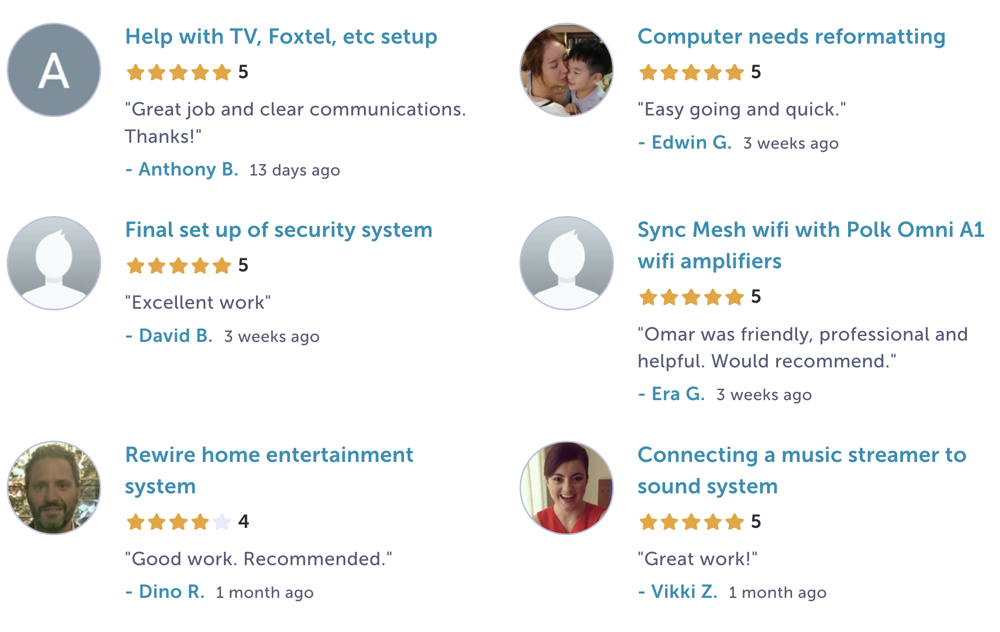 A
Help with TV, Foxtel, etc setup
5
"Great job and clear communications.
Thanks!"
- Anthony B. 13 days ago
Computer needs reformatting
5
"Easy going and quick."
- Edwin G. 3 weeks ago
Final set up of security system
5
"Excellent work"
- David B. 3 weeks ago
Sync Mesh wifi with Polk Omni A1
wifi amplifiers
5
"Omar was friendly, professional and
helpful. Would recommend."
- Era G. 3 weeks ago
Rewire home entertainment
system
4
"Good work. Recommended."
- Dino R. 1 month ago
Connecting a music streamer to
sound system
5
"Great work!"
- Vikki Z. 1 month ago